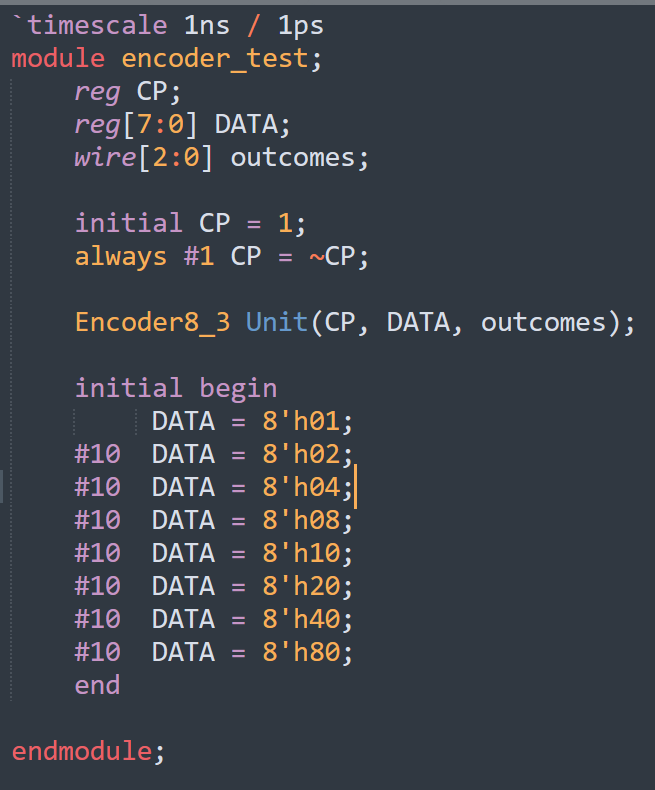 `timescale 1ns / 1ps
module encoder_test;
    reg CP;
    reg[7:0] DATA;
    wire[2:0] outcomes;

    initial CP = 1;
    always #1 CP = ~CP;

    Encoder8_3 Unit(CP, DATA, outcomes);

    initial begin
         DATA = 8'h01;
    #10  DATA = 8'h02;
    #10  DATA = 8'h04;
    #10  DATA = 8'h08;
    #10  DATA = 8'h10;
    #10  DATA = 8'h20;
    #10  DATA = 8'h40;
    #10  DATA = 8'h80;
    end

endmodule;